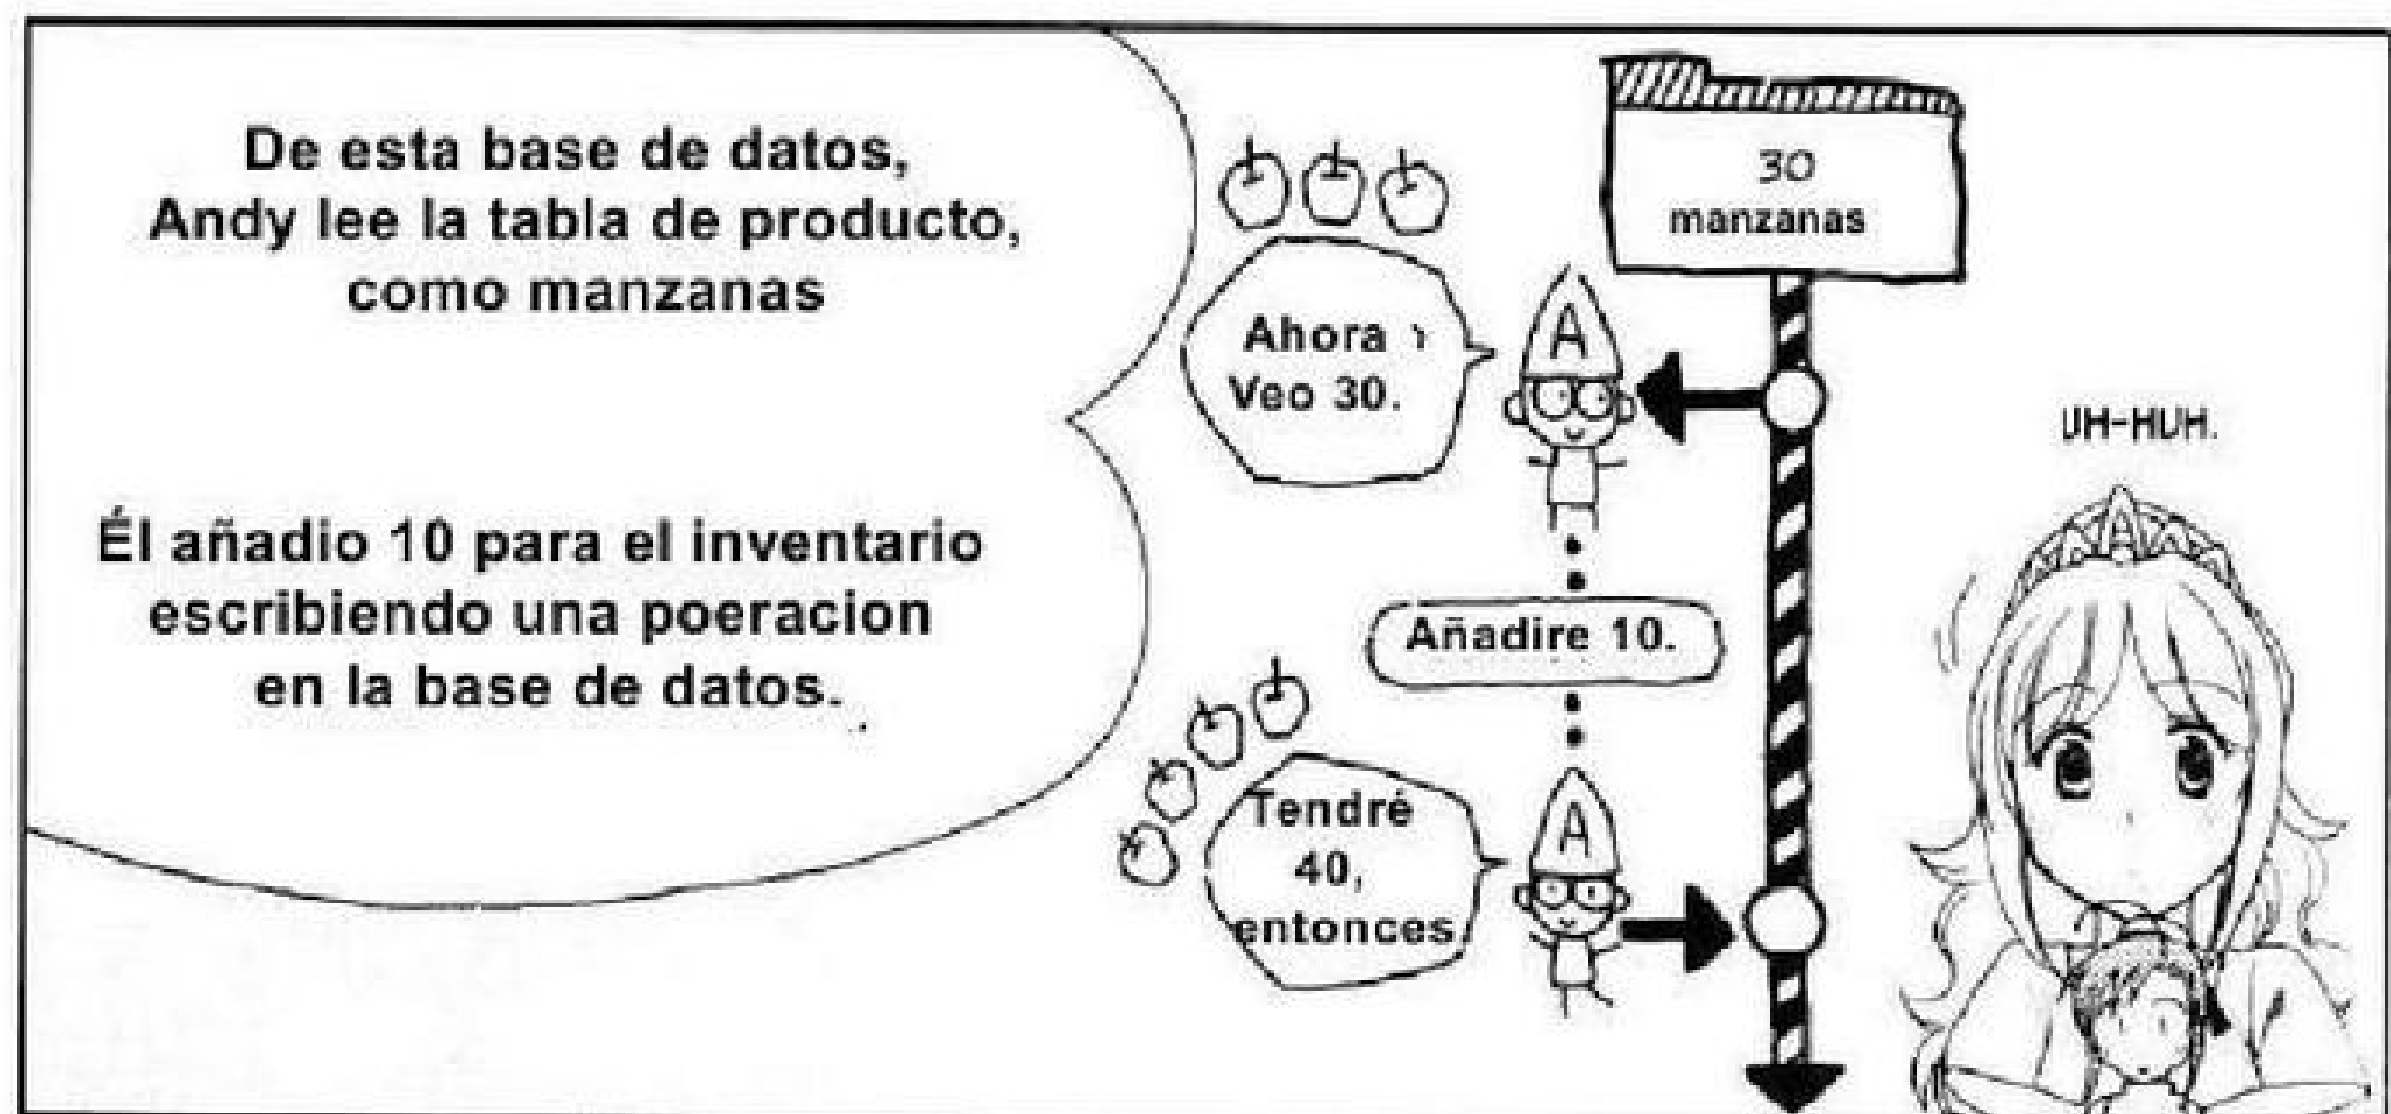 De esta base de datos,
Andy lee la tabla de producto,
como manzanas
Él añadio 10 para el inventario
escribiendo una poeracion
en la base de datos.
30
manzanas
Ahora
Veo 30.
A
UH-HUH.
Añadire 10.
Tendré
40,
entonces
A